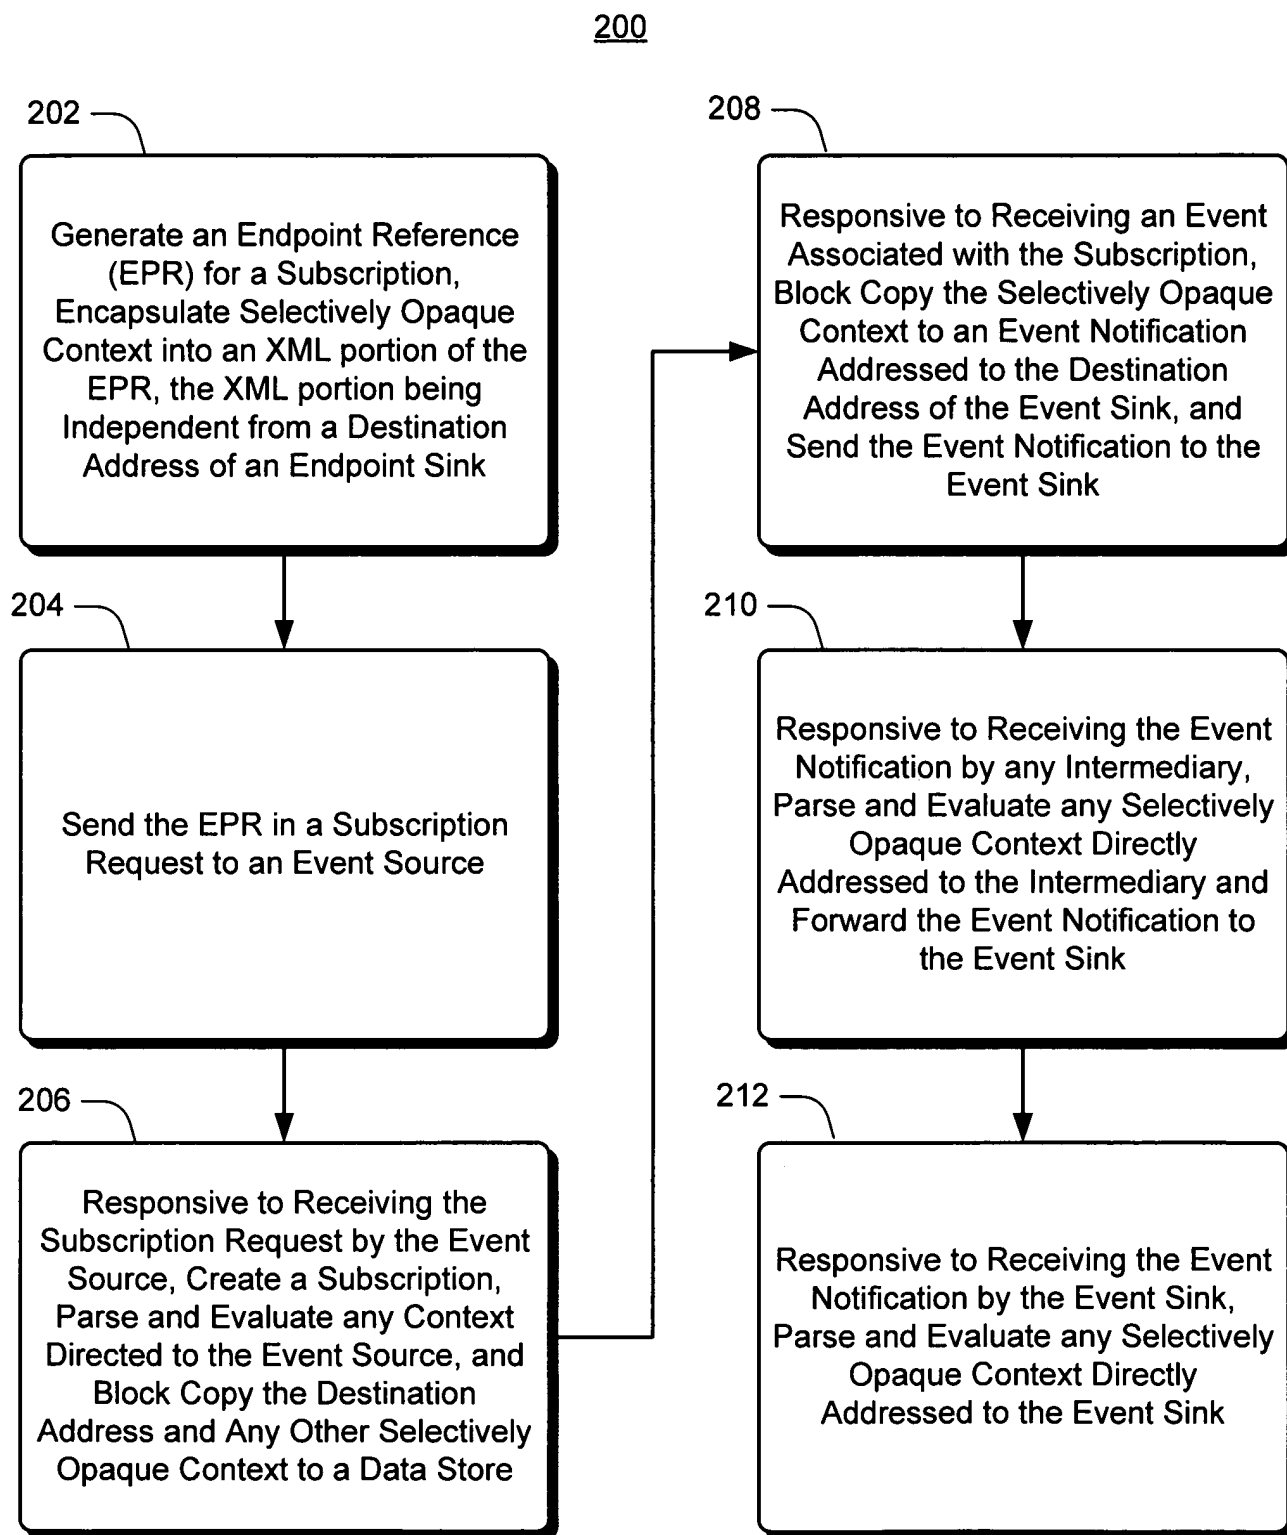 200
202
Generate an Endpoint Reference
(EPR) for a Subscription,
Encapsulate Selectively Opaque
Context into an XML portion of the
EPR, the XML portion being
Independent from a Destination
Address of an Endpoint Sink
204
Send the EPR in a Subscription
Request to an Event Source
206
Responsive to Receiving the
Subscription Request by the Event
Source, Create a Subscription,
Parse and Evaluate any Context
Directed to the Event Source, and
Block Copy the Destination
Address and Any Other Selectively
Opaque Context to a Data Store
208
Responsive to Receiving an Event
Associated with the Subscription,
Block Copy the Selectively Opaque
Context to an Event Notification
Addressed to the Destination
Address of the Event Sink, and
Send the Event Notification to the
Event Sink
210
Responsive to Receiving the Event
Notification by any Intermediary,
Parse and Evaluate any Selectively
Opaque Context Directly
Addressed to the Intermediary and
Forward the Event Notification to
the Event Sink
212
Responsive to Receiving the Event
Notification by the Event Sink,
Parse and Evaluate any Selectively
Opaque Context Directly
Addressed to the Event Sink